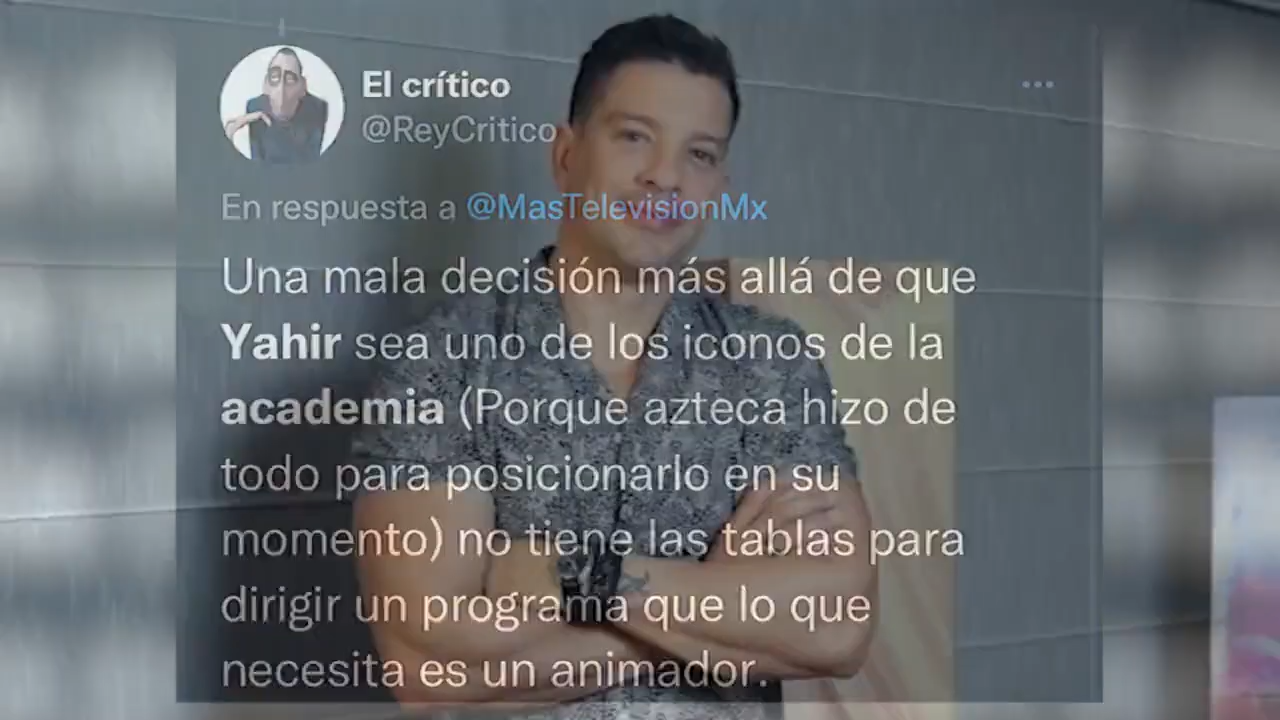 El crítico
@ReyCritico
En respuesta a @MasTelevisionMx
Una mala decisión más allá de que
Yahir sea uno de los iconos de la
academia (Porque azteca hizo de
todo para posicionarlo en su
momento) no tiene las tablas para
dirigir un programa que lo que
necesita es un animador.